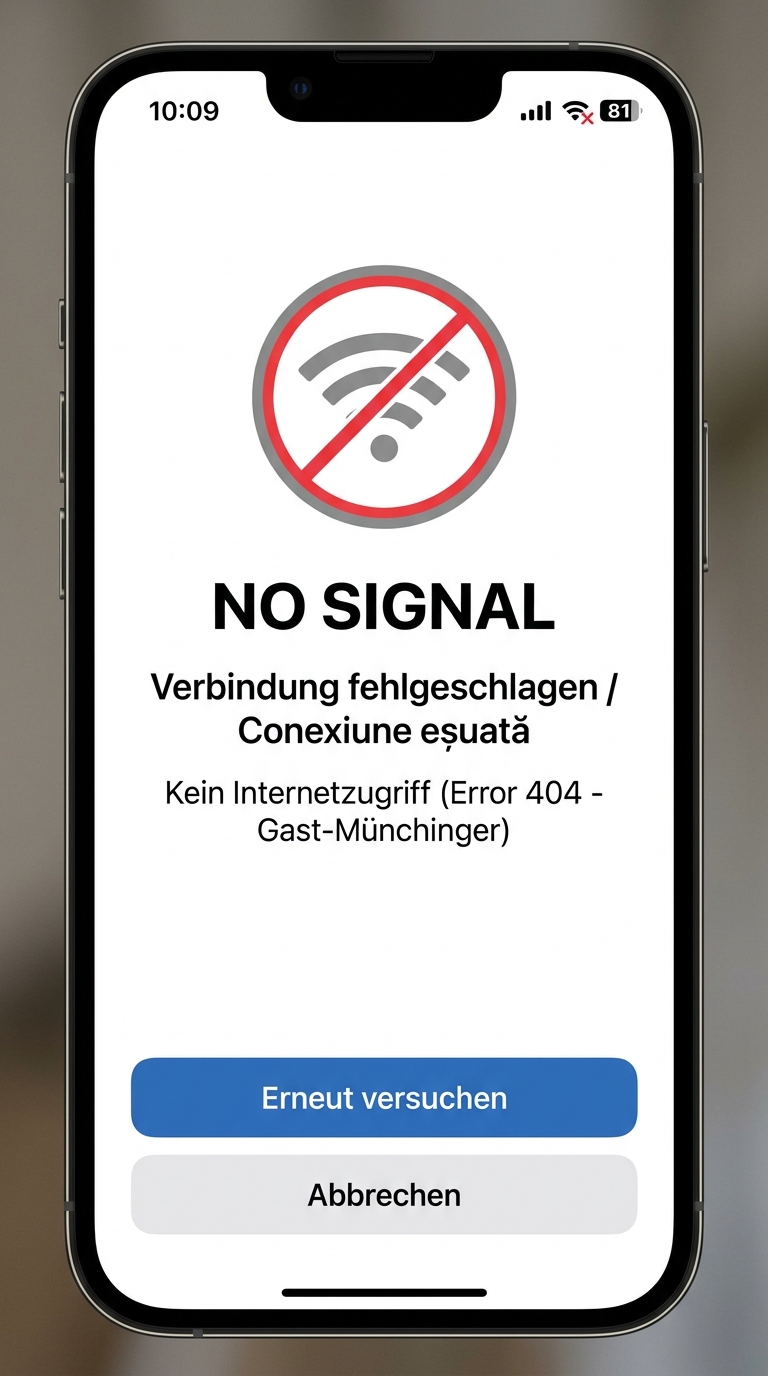 10:09
81
NO SIGNAL
Verbindung fehlgeschlagen /
Conexiune eșuată
Kein Internetzugriff (Error 404 -
Gast-Münchinger)
Erneut versuchen
Abbrechen